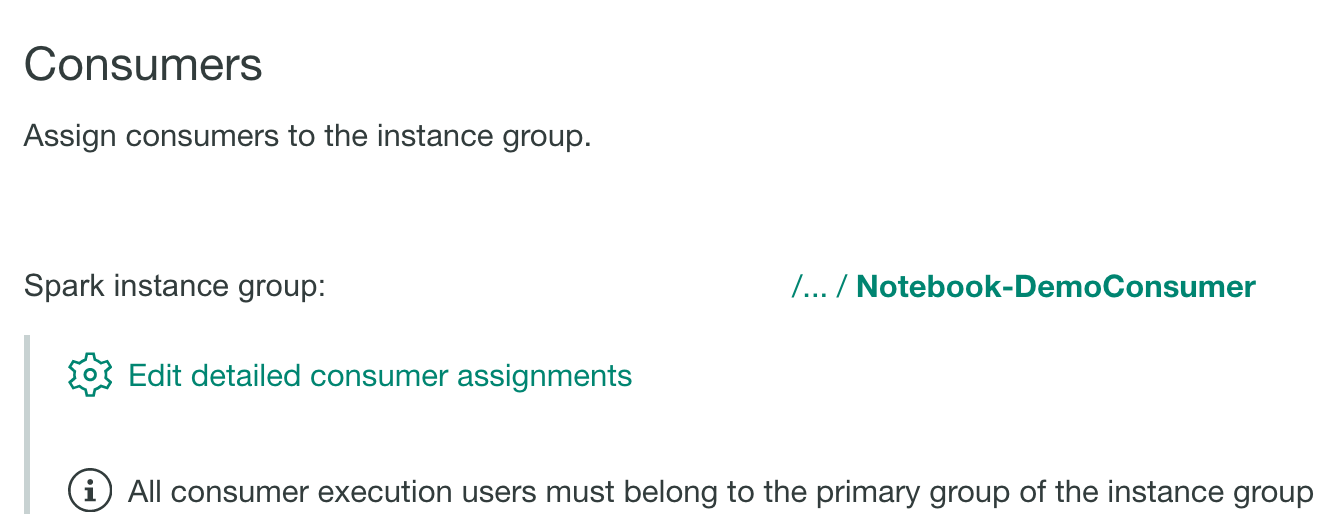 Consumers
Assign consumers to the instance group.
Spark instance group: /... / Notebook-DemoConsumer
Edit detailed consumer assignments
All consumer execution users must belong to the primary group of the instance group